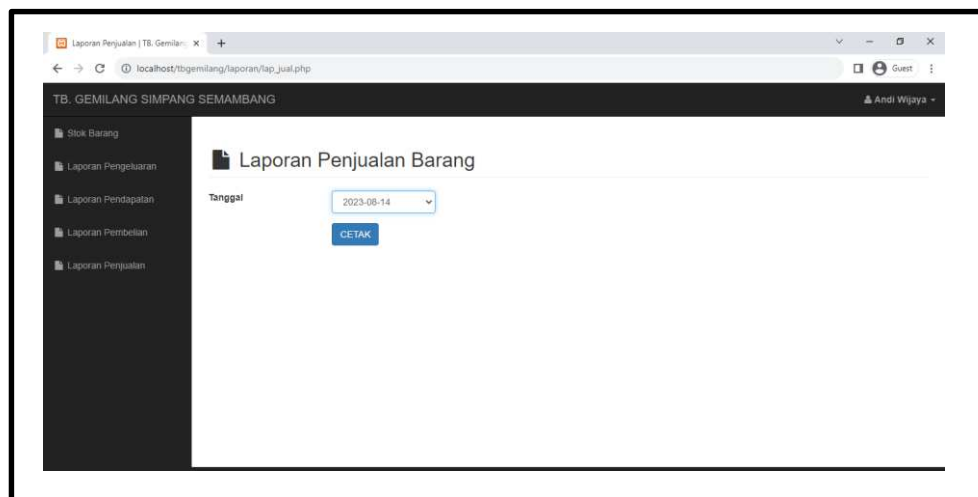 Laporan Penjualan | TB. Gemilang
localhost/tbgemilang/laporan/lap_jual.php
Guest
TB. GEMILANG SIMPANG SEMAMBANG
Andi Wijaya
Stok Barang
Laporan Pengeluaran
Laporan Pendapatan
Laporan Pembelian
Laporan Penjualan
Laporan Penjualan Barang
Tanggal
2023-08-14
CETAK